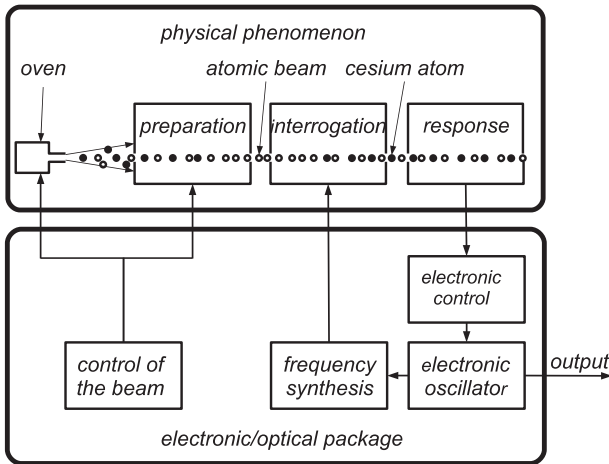 physical phenomenon
oven
atomic beam
cesium atom
preparation
interrogation
response
electronic
control
control of
the beam
frequency
synthesis
electronic
oscillator
output
electronic/optical package